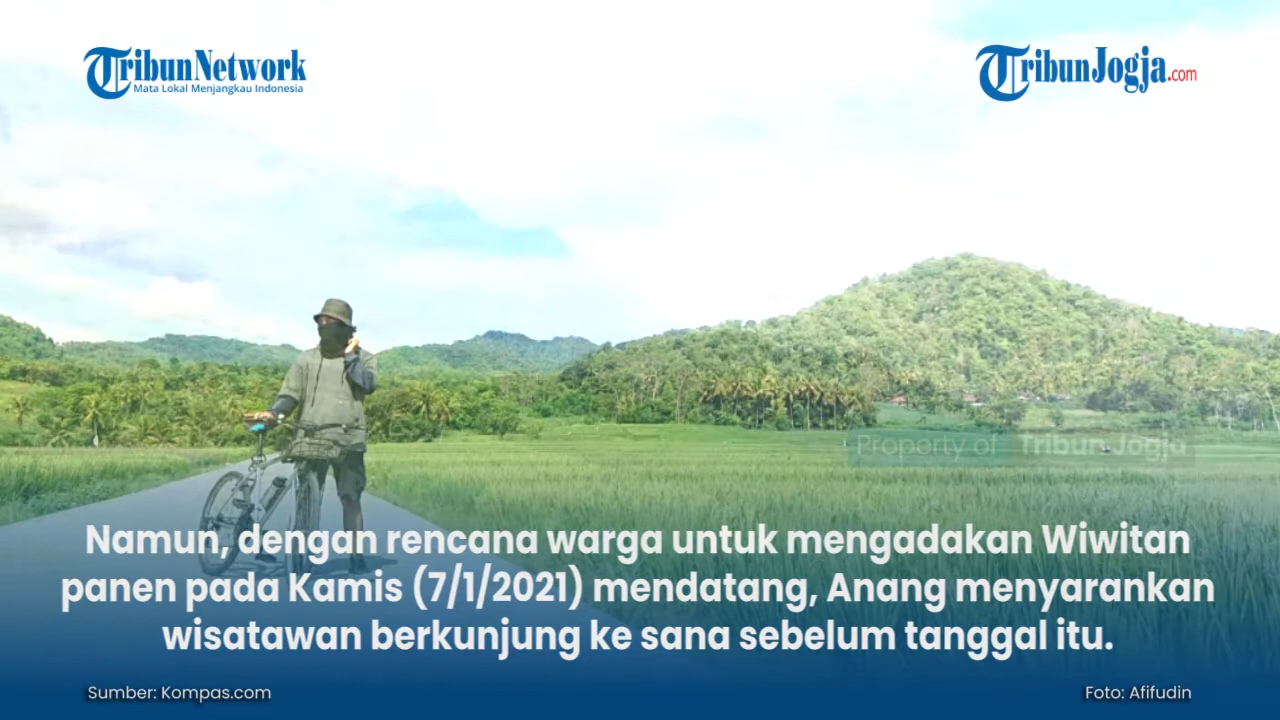 TribunNetwork
Mata Lokal Menjangkau Indonesia
TribunJogja.com
Property of Tribun Jogja
Namun, dengan rencana warga untuk mengadakan Wiwitan
panen pada Kamis (7/1/2021) mendatang, Anang menyarankan
wisatawan berkunjung ke sana sebelum tanggal itu.
Sumber: Kompas.com
Foto: Afifudin